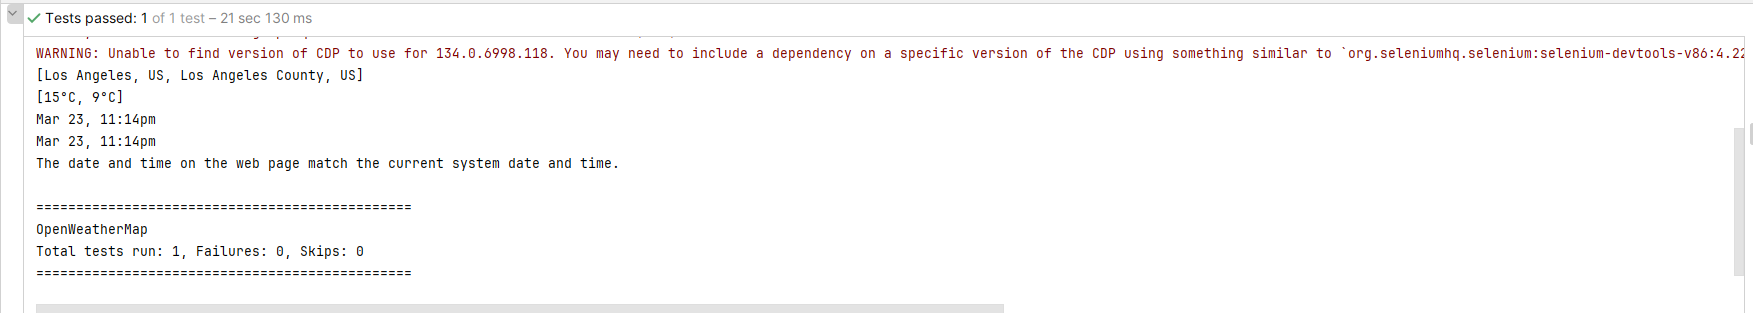 Tests passed: 1 of 1 test – 21 sec 130 ms
WARNING: Unable to find version of CDP to use for 134.0.6998.118. You may need to include a dependency on a specific version of the CDP using something similar to `org.seleniumhq.selenium:selenium-devtools-v86:4.22
[Los Angeles, US, Los Angeles County, US]
[15°C, 9°C]
Mar 23, 11:14pm
Mar 23, 11:14pm
The date and time on the web page match the current system date and time.
===============================================
OpenWeatherMap
Total tests run: 1, Failures: 0, Skips: 0
===============================================